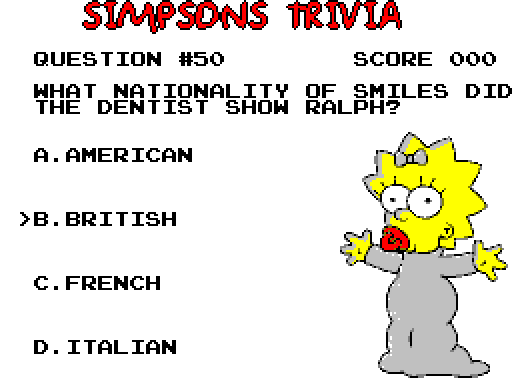 SIMPSONS TRIVIA
QUESTION #50 SCORE 000
WHAT NATIONALITY OF SMILES DID
THE DENTIST SHOW RALPH?
A.AMERICAN
>B.BRITISH
C.FRENCH
D.ITALIAN